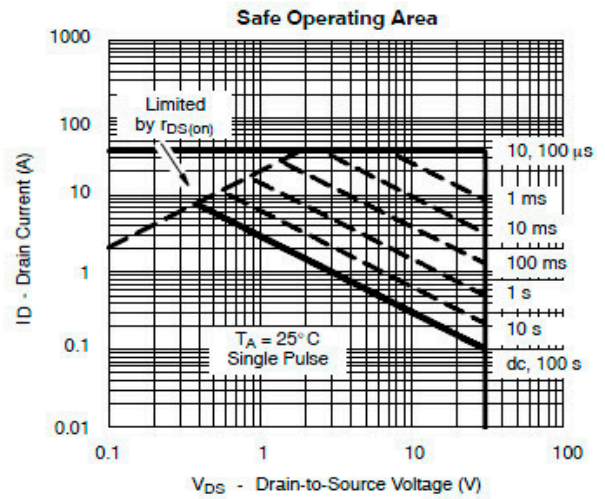 Safe Operating Area
1000
100
10
1
0.1
0.01
ID - Drain Current (A)
Limited
by rDS(on)
10, 100 μS
1 ms
10 ms
100 ms
1 s
10 s
dc, 100 s
TA = 25°C
Single Pulse
0.1
1
10
100
VDS - Drain-to-Source Voltage (V)